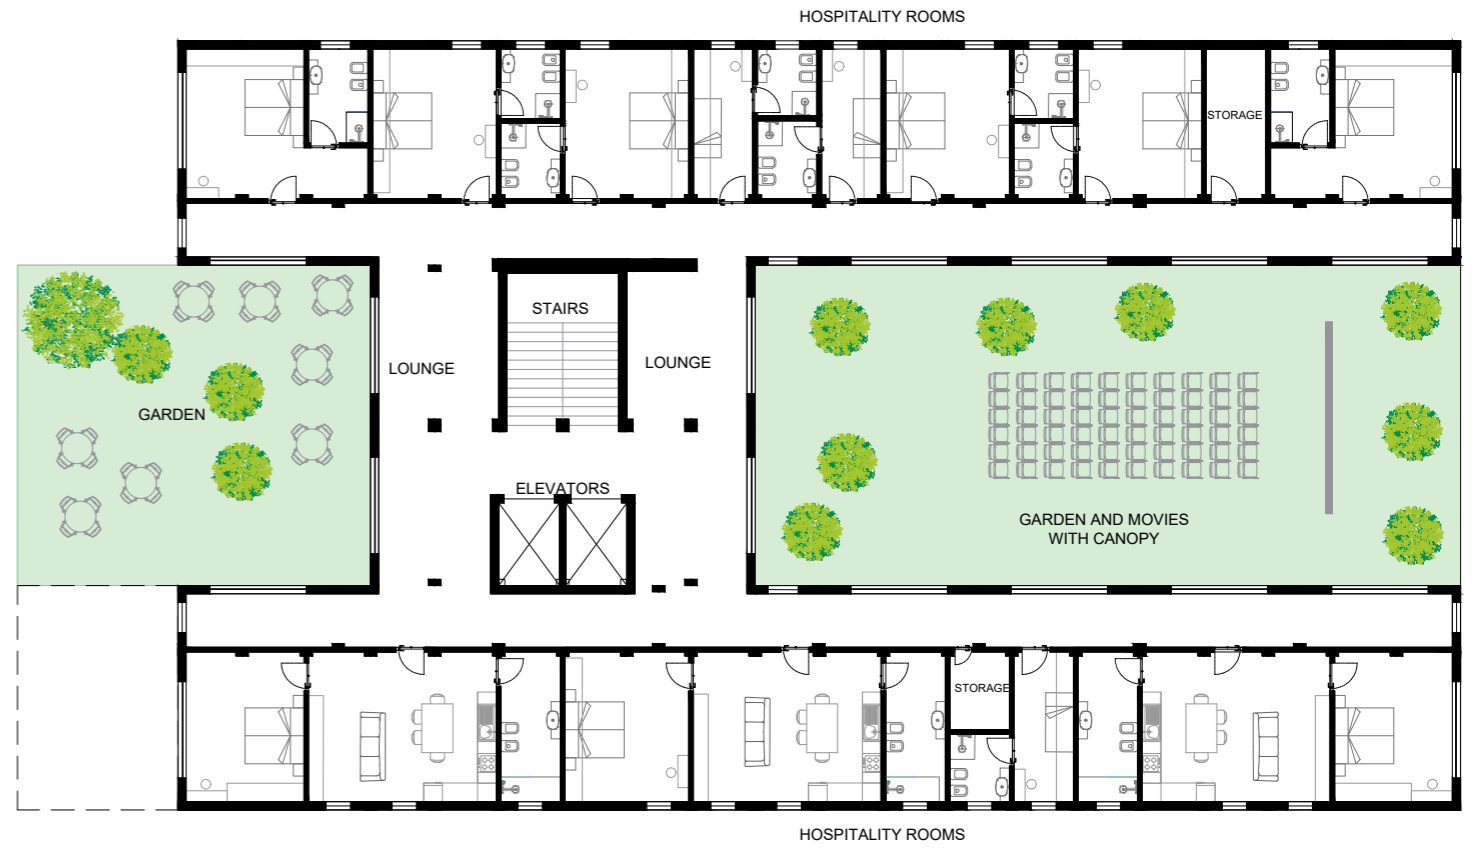 HOSPITALITY ROOMS
STORAGE
STAIRS
LOUNGE
LOUNGE
GARDEN
ELEVATORS
GARDEN AND MOVIES
WITH CANOPY
STORAGE
HOSPITALITY ROOMS